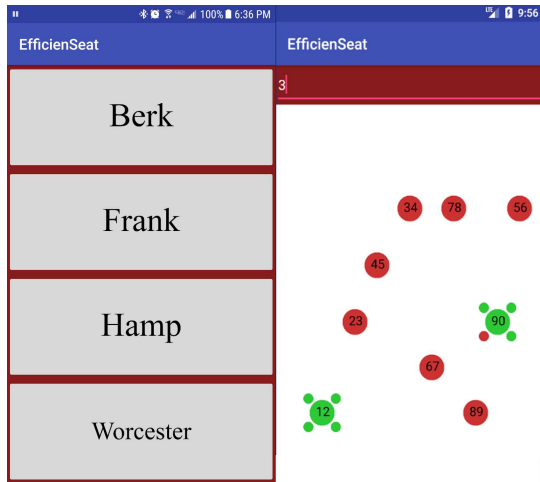 100% 6:36 PM
EfficienSeat
Berk
Frank
Hamp
Worcester
LTE 9:56
EfficienSeat
3
34 78 56
45
23 90
67
12 89